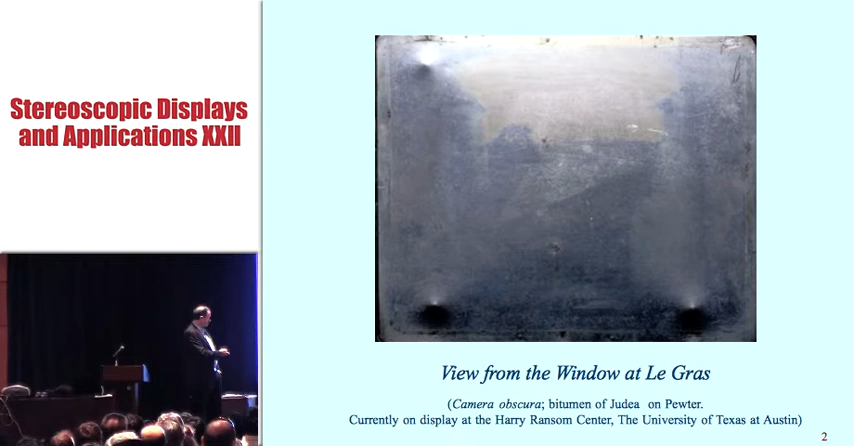 Stereoscopic Displays
and Applications XXII
View from the Window at Le Gras
(Camera obscura; bitumen of Judea on Pewter.
Currently on display at the Harry Ransom Center, The University of Texas at Austin)
2